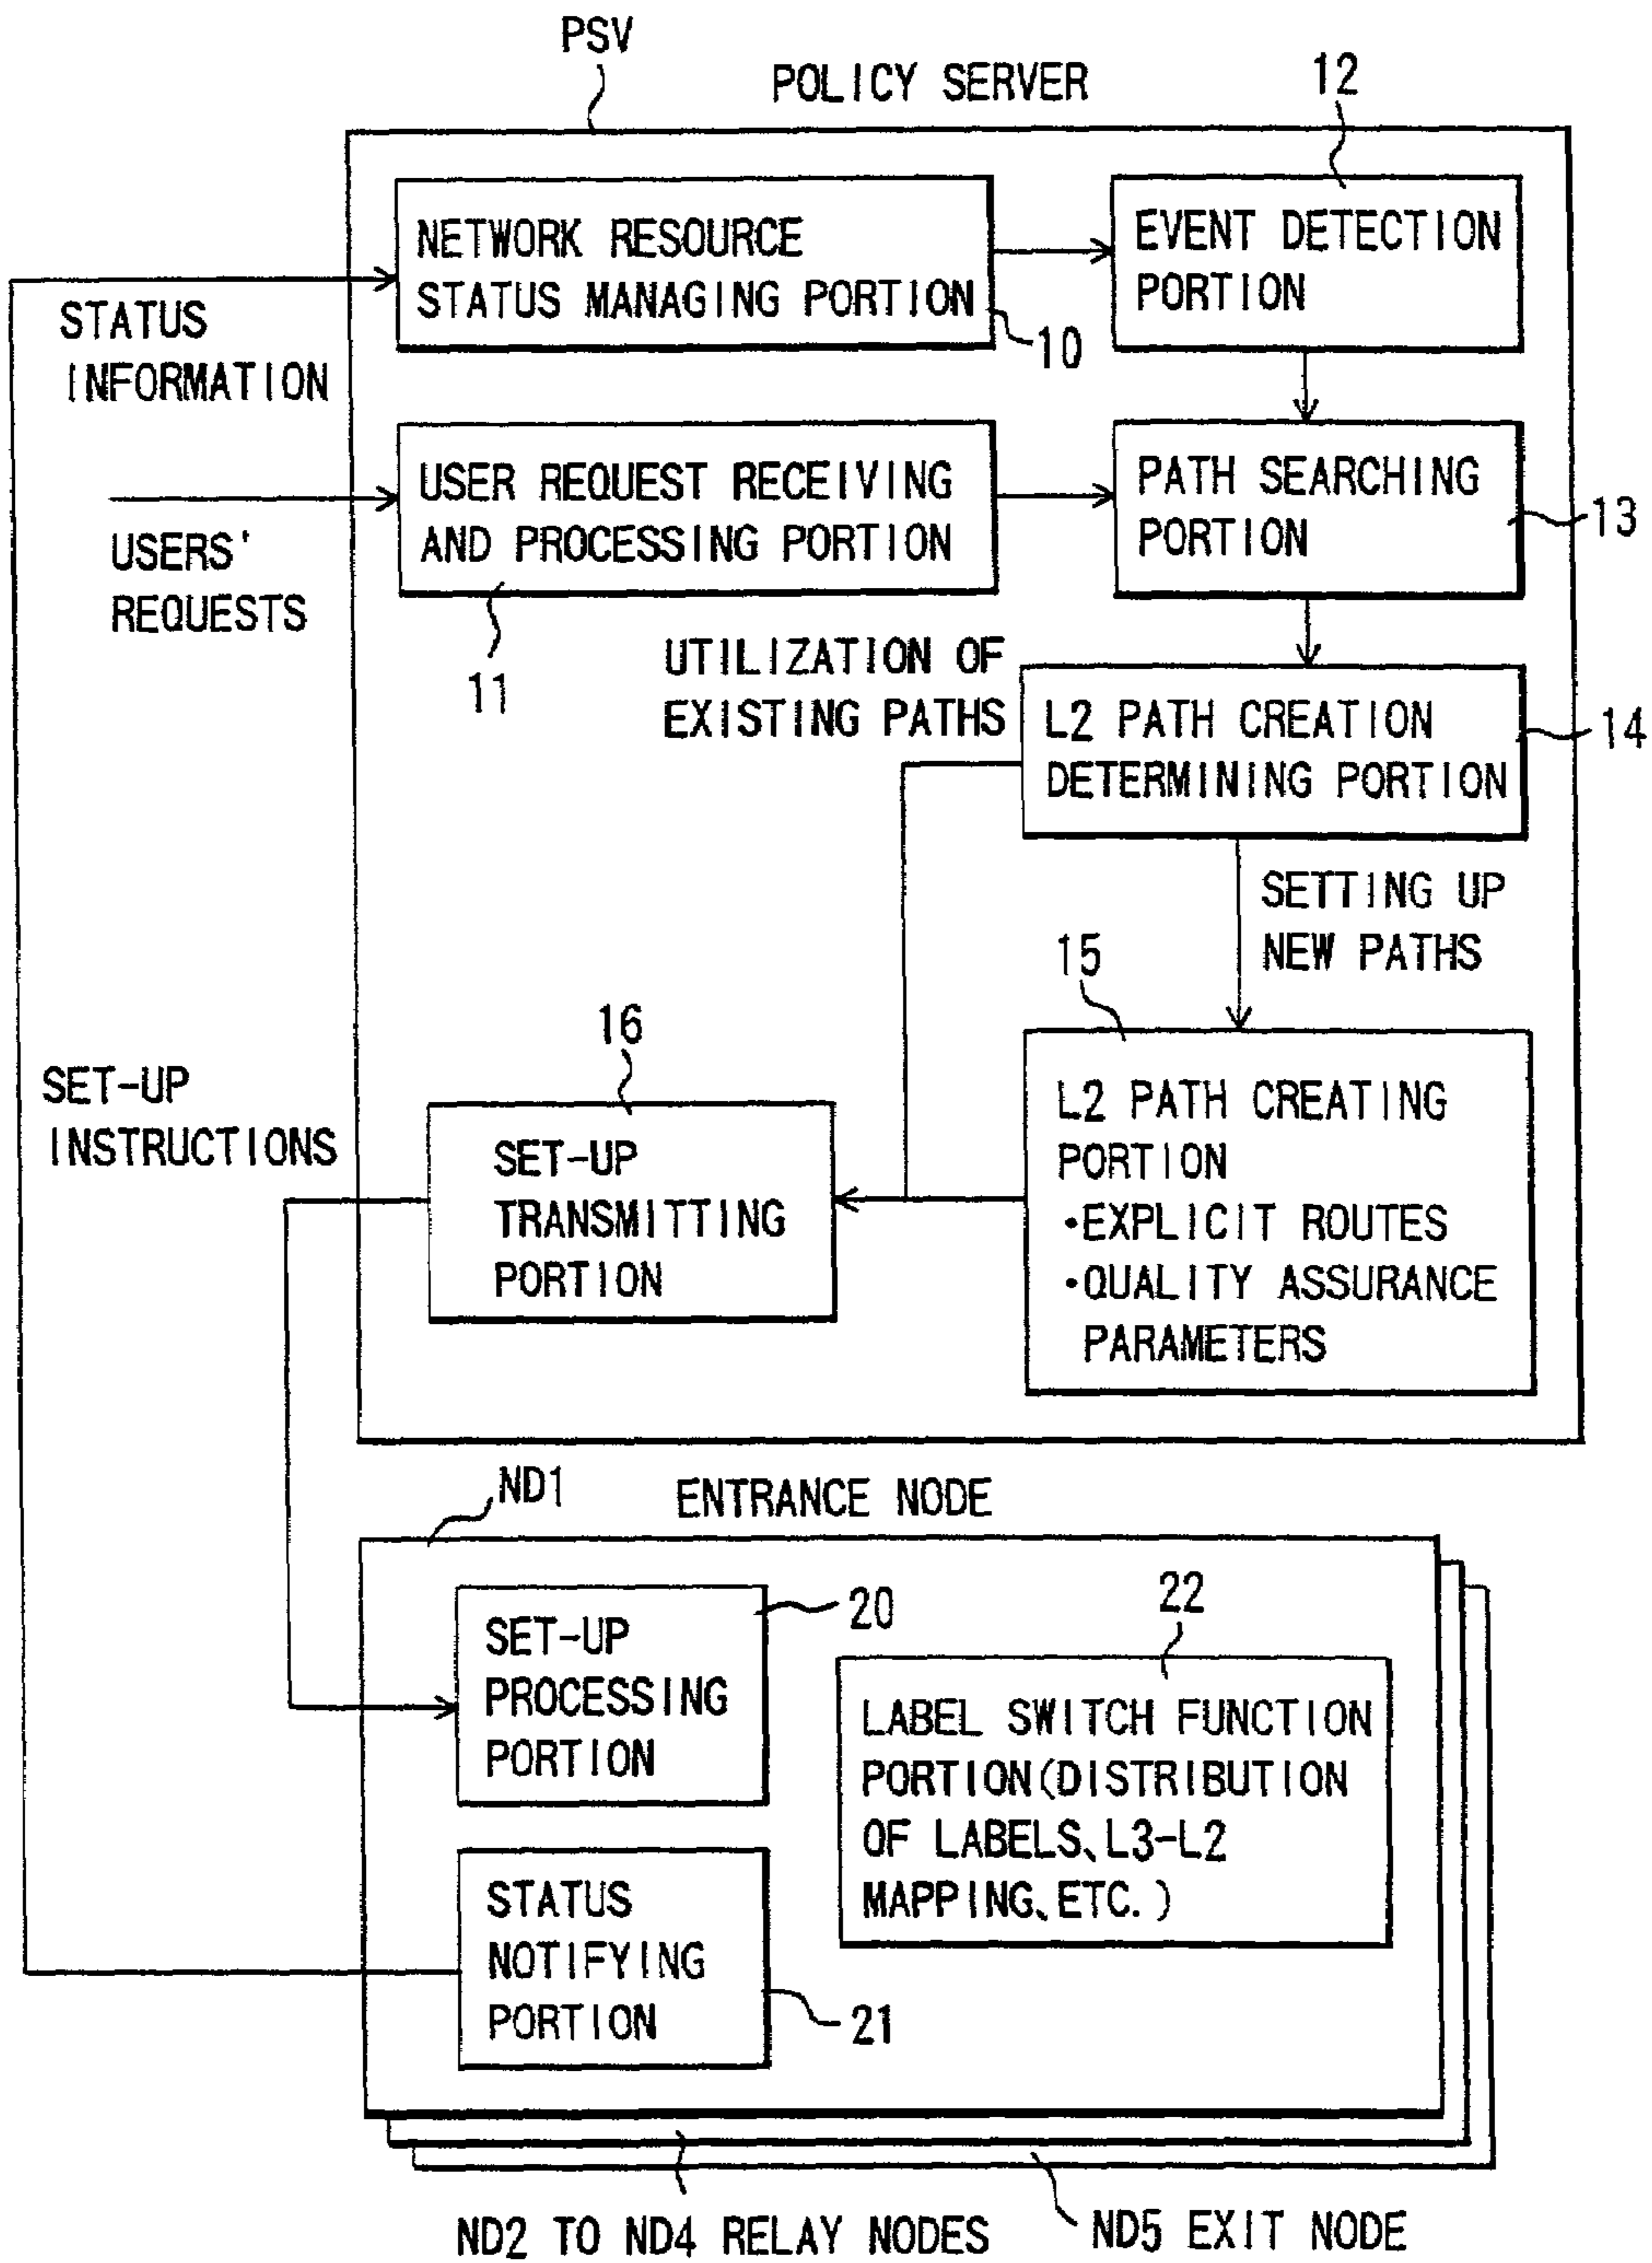 PSV
POLICY SERVER
12
NETWORK RESOURCE
STATUS MANAGING PORTION
10
EVENT DETECTION
PORTION
STATUS
INFORMATION
USER REQUEST RECEIVING
AND PROCESSING PORTION
11
PATH SEARCHING
PORTION
13
USERS'
REQUESTS
UTILIZATION OF
EXISTING PATHS
L2 PATH CREATION
DETERMINING PORTION
14
SETTING UP
NEW PATHS
15
16
SET-UP
INSTRUCTIONS
SET-UP
TRANSMITTING
PORTION
L2 PATH CREATING
PORTION
・EXPLICIT ROUTES
・QUALITY ASSURANCE
PARAMETERS
ND1
ENTRANCE NODE
SET-UP
PROCESSING
PORTION
20
22
LABEL SWITCH FUNCTION
PORTION(DISTRIBUTION
OF LABELS、L3-L2
MAPPING、ETC.)
STATUS
NOTIFYING
PORTION
21
ND2 TO ND4 RELAY NODES
ND5 EXIT NODE